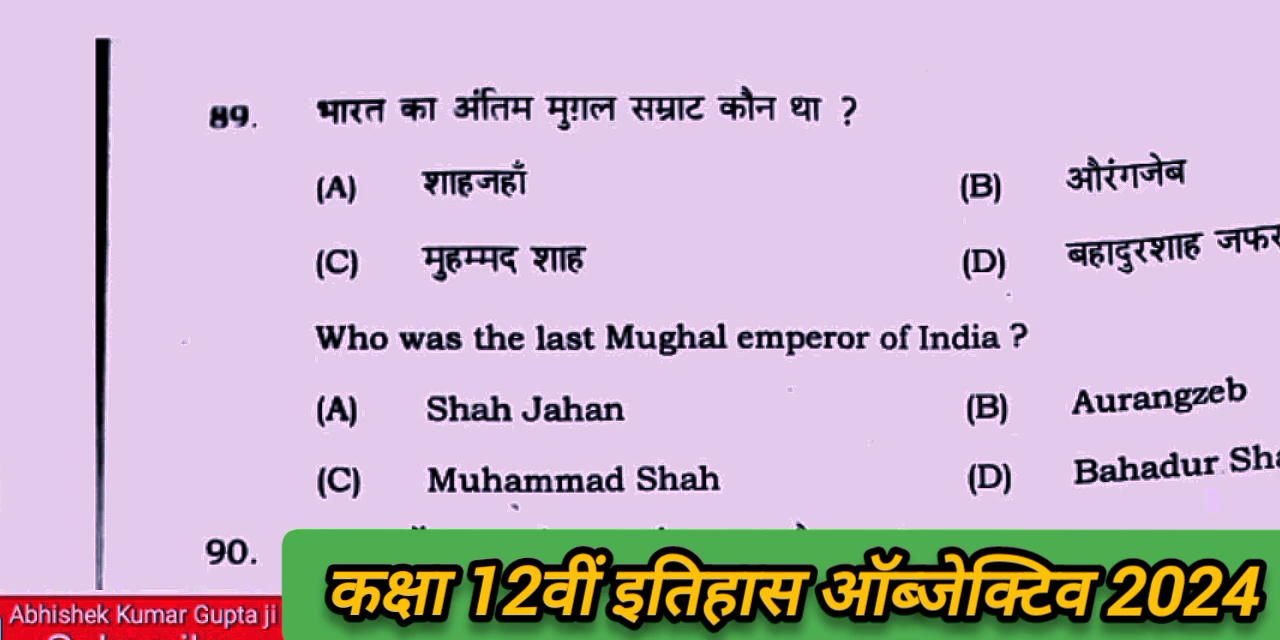 89. भारत का अंतिम मुग़ल सम्राट कौन था ?
(A) शाहजहाँ (B) औरंगजेब
(C) मुहम्मद शाह (D) बहादुरशाह
Who was the last Mughal emperor of India ?
(A) Shah Jahan (B) Aurangzeb
(C) Muhammad Shah (D) Bahadur
90.
कक्षा 12वीं इतिहास ऑब्जेक्टिव 2024
Abhishek Kumar Gupta ji